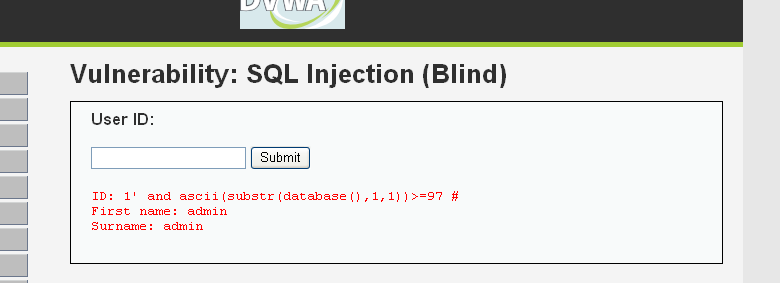 DVWA
Vulnerability: SQL Injection (Blind)
User ID:
Submit
ID: 1' and ascii(substr(database(),1,1))>=97 #
First name: admin
Surname: admin